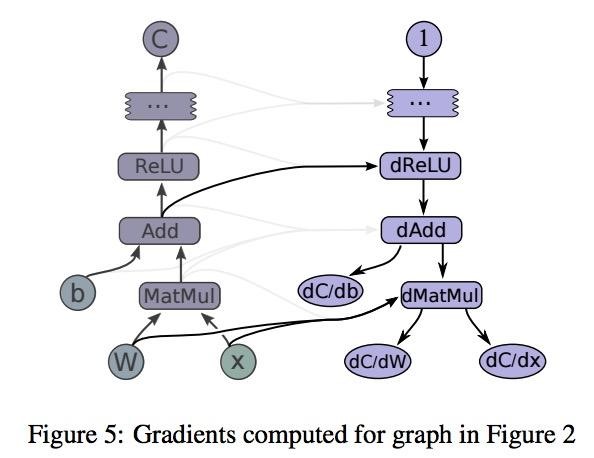 C
1
...
...
ReLU
dReLU
Add
dAdd
b
MatMul
dC/db
dMatMul
W
x
dC/dW
dC/dx
Figure 5: Gradients computed for graph in Figure 2